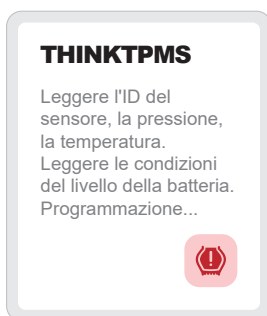 THINKTPMS
Leggere l'ID del
sensore, la pressione,
la temperatura.
Leggere le condizioni
del livello della batteria.
Programmazione...